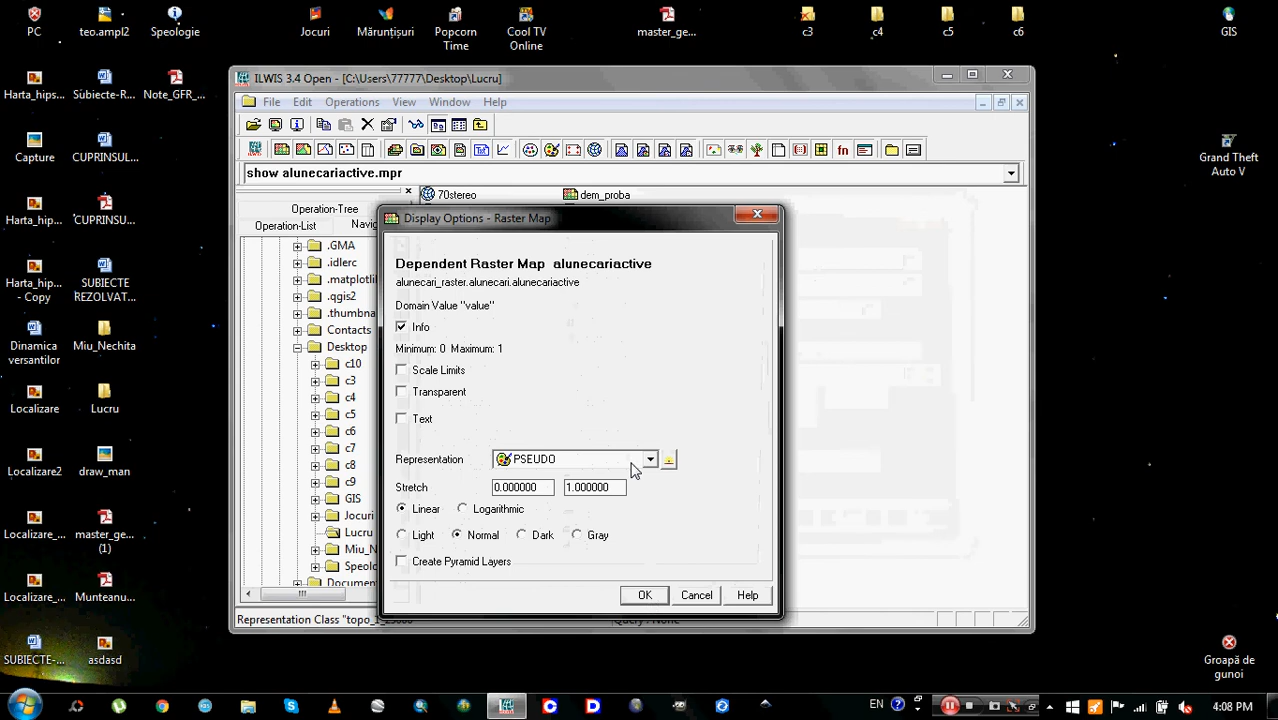 PC
teo.ampl2
Speologie
Jocuri
Mărunțișuri
Popcorn
Time
Cool TV
Online
master_ge...
c3
c4
c5
c6
GIS
ILWIS 3.4 Open - [C:\Users\77777\Desktop\Lucru]
File Edit Operations View Window Help
show alunecariactive.mpr
70stereo
dem_proba
Operation-Tree
Operation-List
Display Options - Raster Map
Dependent Raster Map alunecariactive
alunecari_raster.alunecari.alunecariactive
Domain Value "value"
Info
Minimum: 0 Maximum: 1
Scale Limits
Transparent
Text
Representation PSEUDO
Stretch 0.000000 1.000000
Linear Logarithmic
Light Normal Dark Gray
Create Pyramid Layers
OK Cancel Help
.GMA
.idlerc
.matplotli
.qgis2
.thumbna
Contacts
Desktop
c10
c3
c4
c5
c6
c7
c8
c9
GIS
Jocuri
Lucru
Miu_N
Speolo
Docume
Harta_hips...
Subiecte-R...
Note_GFR_...
Capture
CUPRINSUL...
Harta_hip...
CUPRINSU...
Harta_hip...
- Copy
SUBIECTE
REZOLVAT...
Dinamica
versantilor
Miu_Nechita
Localizare
Lucru
Localizare2
draw_man
Localizare_...
master_ge...
(1)
Localizare_...
Munteanu...
SUBIECTE-...
asdasd
Grand Theft
Auto V
Groapă de
gunoi
EN
4:08 PM